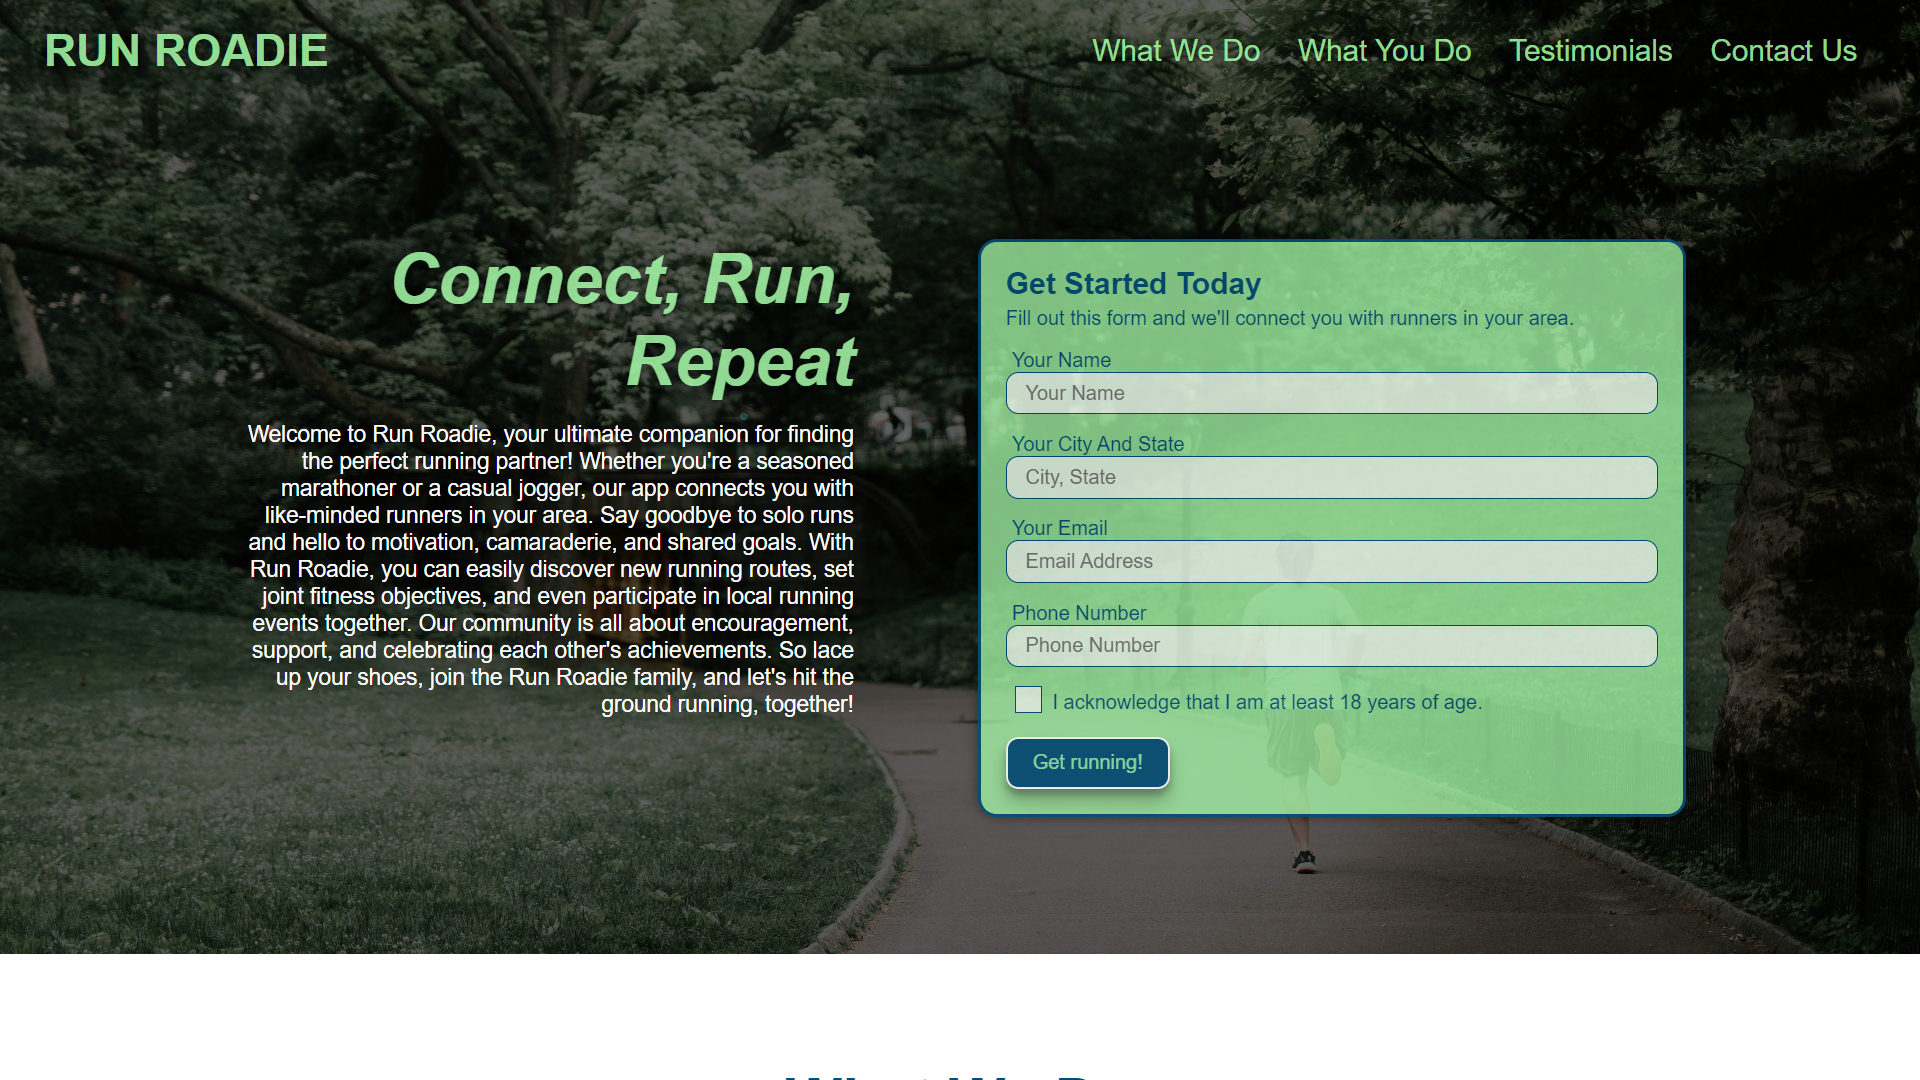 RUN ROADIE
What We Do
What You Do
Testimonials
Contact Us
Connect, Run,
Repeat
Welcome to Run Roadie, your ultimate companion for finding
the perfect running partner! Whether you're a seasoned
marathoner or a casual jogger, our app connects you with
like-minded runners in your area. Say goodbye to solo runs
and hello to motivation, camaraderie, and shared goals. With
Run Roadie, you can easily discover new running routes, set
joint fitness objectives, and even participate in local running
events together. Our community is all about encouragement,
support, and celebrating each other's achievements. So lace
up your shoes, join the Run Roadie family, and let's hit the
ground running, together!
Get Started Today
Fill out this form and we'll connect you with runners in your area.
Your Name
Your Name
Your City And State
City, State
Your Email
Email Address
Phone Number
Phone Number
I acknowledge that I am at least 18 years of age.
Get running!